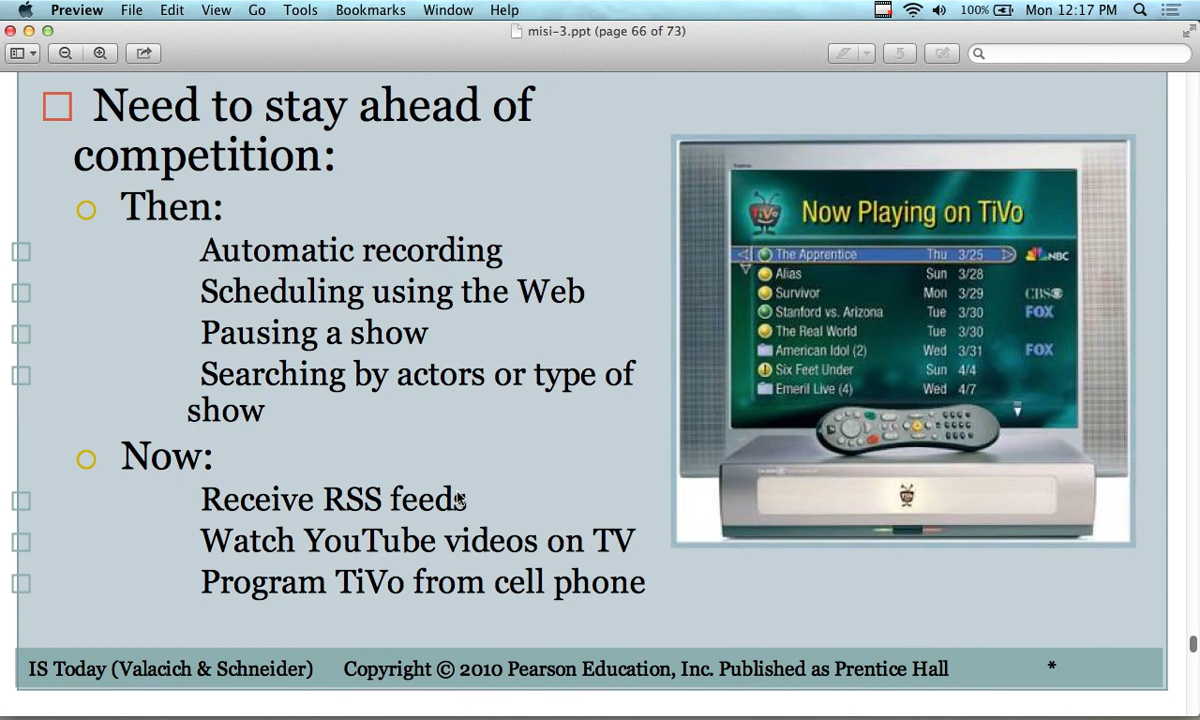 Preview File Edit View Go Tools Bookmarks Window Help 100% Mon 12:17 PM
misi-3.ppt (page 66 of 73)
5
Need to stay ahead of
competition:
Then:
Automatic recording
Scheduling using the Web
Pausing a show
Searching by actors or type of
show
Now:
Receive RSS feeds
Watch YouTube videos on TV
Program TiVo from cell phone
TiVo Now Playing on TiVo
The Apprentice Thu 3/25 NBC
Alias Sun 3/28
Survivor Mon 3/29 CBS
Stanford vs. Arizona Tue 3/30 FOX
The Real World Tue 3/30
American Idol (2) Wed 3/31 FOX
Six Feet Under Sun 4/4
Emeril Live (4) Wed 4/7
IS Today (Valacich & Schneider) Copyright © 2010 Pearson Education, Inc. Published as Prentice Hall *